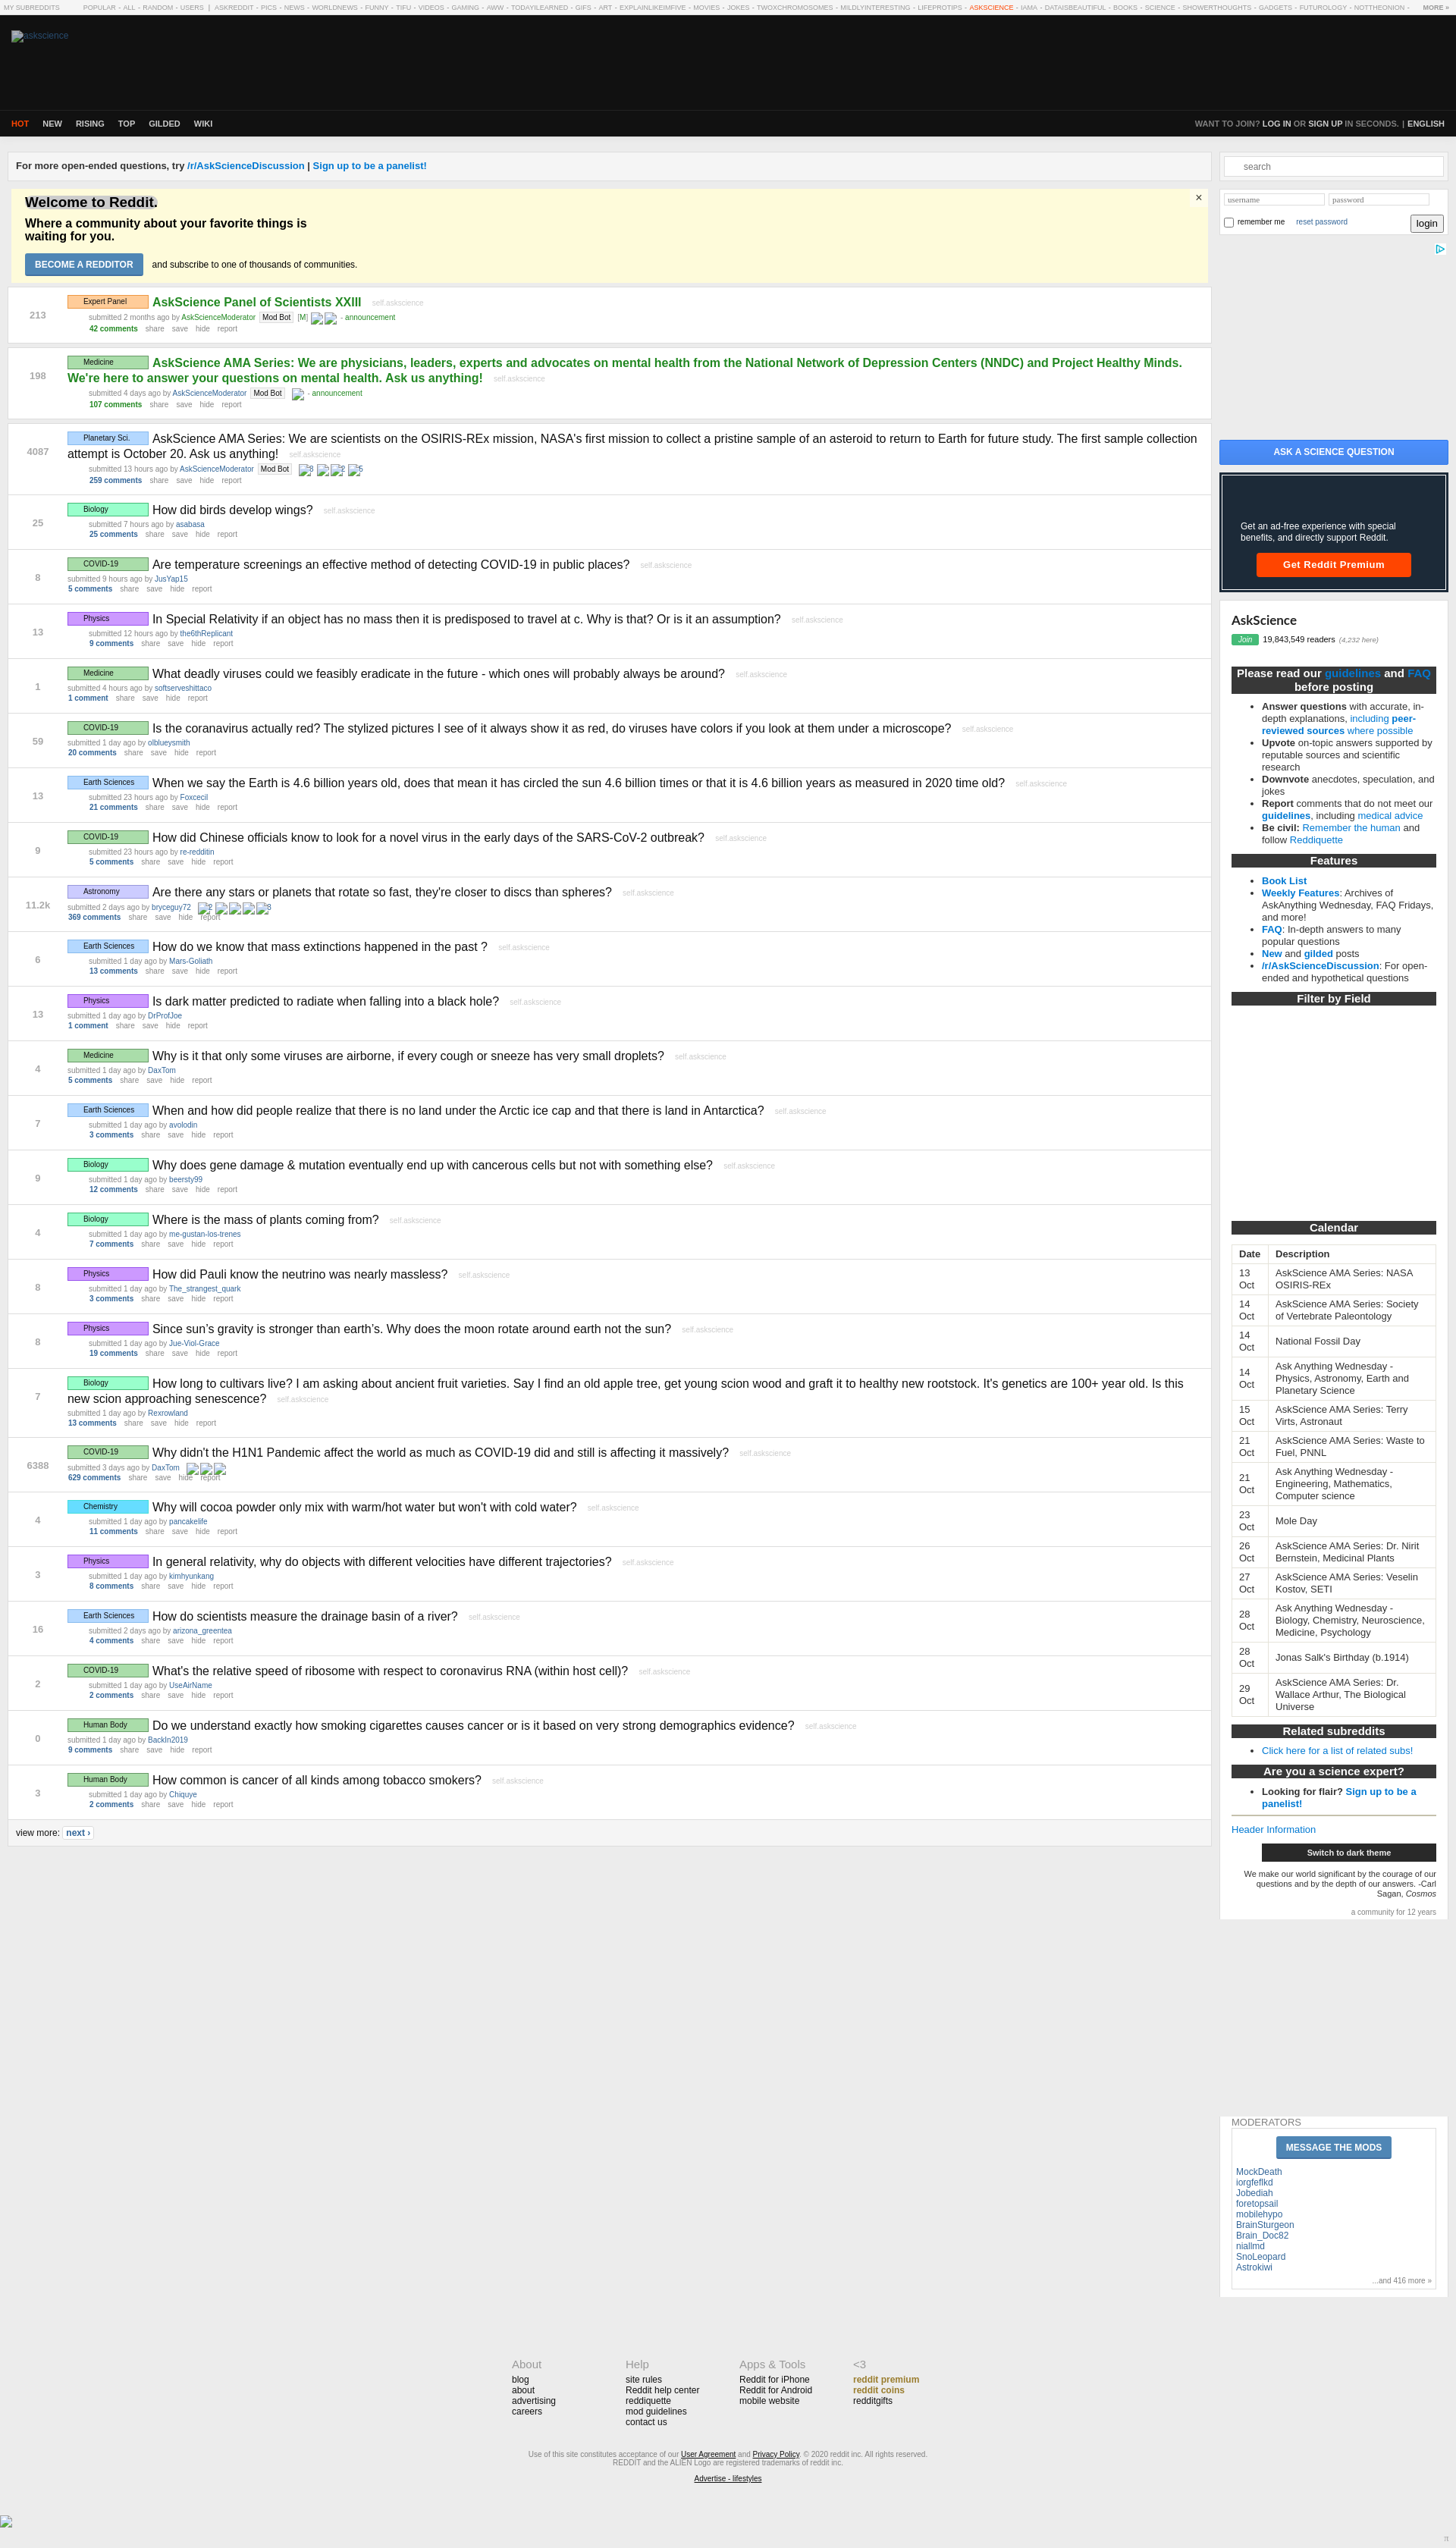 MY SUBREDDITS POPULAR - ALL - RANDOM - USERS | ASKREDDIT - PICS - NEWS - WORLDNEWS - FUNNY - TIFU - VIDEOS - GAMING - AWW - TODAYILEARNED - GIFS - ART - EXPLAINLIKEIMFIVE - MOVIES - JOKES - TWOXCHROMOSOMES - MILDLYINTERESTING - LIFEPROTIPS - ASKSCIENCE - IAMA - DATAISBEAUTIFUL - BOOKS - SCIENCE - SHOWERTHOUGHTS - GADGETS - FUTUROLOGY - NOTTHEONION - MORE »
askscience
HOT NEW RISING TOP GILDED WIKI
WANT TO JOIN? LOG IN OR SIGN UP IN SECONDS. | ENGLISH
For more open-ended questions, try /r/AskScienceDiscussion | Sign up to be a panelist!
Welcome to Reddit.
Where a community about your favorite things is
waiting for you.
BECOME A REDDITOR and subscribe to one of thousands of communities.
×
213
Expert Panel AskScience Panel of Scientists XXIII self.askscience
submitted 2 months ago by AskScienceModerator Mod Bot [M] - announcement
42 comments share save hide report
198
Medicine AskScience AMA Series: We are physicians, leaders, experts and advocates on mental health from the National Network of Depression Centers (NNDC) and Project Healthy Minds.
We're here to answer your questions on mental health. Ask us anything! self.askscience
submitted 4 days ago by AskScienceModerator Mod Bot - announcement
107 comments share save hide report
4087
Planetary Sci. AskScience AMA Series: We are scientists on the OSIRIS-REx mission, NASA's first mission to collect a pristine sample of an asteroid to return to Earth for future study. The first sample collection
attempt is October 20. Ask us anything! self.askscience
submitted 13 hours ago by AskScienceModerator Mod Bot 3 2 5
259 comments share save hide report
25
Biology How did birds develop wings? self.askscience
submitted 7 hours ago by asabasa
25 comments share save hide report
8
COVID-19 Are temperature screenings an effective method of detecting COVID-19 in public places? self.askscience
submitted 9 hours ago by JusYap15
5 comments share save hide report
13
Physics In Special Relativity if an object has no mass then it is predisposed to travel at c. Why is that? Or is it an assumption? self.askscience
submitted 12 hours ago by the6thReplicant
9 comments share save hide report
1
Medicine What deadly viruses could we feasibly eradicate in the future - which ones will probably always be around? self.askscience
submitted 4 hours ago by softserveshittaco
1 comment share save hide report
59
COVID-19 Is the coranavirus actually red? The stylized pictures I see of it always show it as red, do viruses have colors if you look at them under a microscope? self.askscience
submitted 1 day ago by olblueysmith
20 comments share save hide report
13
Earth Sciences When we say the Earth is 4.6 billion years old, does that mean it has circled the sun 4.6 billion times or that it is 4.6 billion years as measured in 2020 time old? self.askscience
submitted 23 hours ago by Foxcecil
21 comments share save hide report
9
COVID-19 How did Chinese officials know to look for a novel virus in the early days of the SARS-CoV-2 outbreak? self.askscience
submitted 23 hours ago by re-redditin
5 comments share save hide report
11.2k
Astronomy Are there any stars or planets that rotate so fast, they're closer to discs than spheres? self.askscience
submitted 2 days ago by bryceguy72 2 3
369 comments share save hide report
6
Earth Sciences How do we know that mass extinctions happened in the past ? self.askscience
submitted 1 day ago by Mars-Goliath
13 comments share save hide report
13
Physics Is dark matter predicted to radiate when falling into a black hole? self.askscience
submitted 1 day ago by DrProfJoe
1 comment share save hide report
4
Medicine Why is it that only some viruses are airborne, if every cough or sneeze has very small droplets? self.askscience
submitted 1 day ago by DaxTom
5 comments share save hide report
7
Earth Sciences When and how did people realize that there is no land under the Arctic ice cap and that there is land in Antarctica? self.askscience
submitted 1 day ago by avolodin
3 comments share save hide report
9
Biology Why does gene damage & mutation eventually end up with cancerous cells but not with something else? self.askscience
submitted 1 day ago by beersty99
12 comments share save hide report
4
Biology Where is the mass of plants coming from? self.askscience
submitted 1 day ago by me-gustan-los-trenes
7 comments share save hide report
8
Physics How did Pauli know the neutrino was nearly massless? self.askscience
submitted 1 day ago by The_strangest_quark
3 comments share save hide report
8
Physics Since sun’s gravity is stronger than earth’s. Why does the moon rotate around earth not the sun? self.askscience
submitted 1 day ago by Jue-Viol-Grace
19 comments share save hide report
7
Biology How long to cultivars live? I am asking about ancient fruit varieties. Say I find an old apple tree, get young scion wood and graft it to healthy new rootstock. It's genetics are 100+ year old. Is this
new scion approaching senescence? self.askscience
submitted 1 day ago by Rexrowland
13 comments share save hide report
6388
COVID-19 Why didn't the H1N1 Pandemic affect the world as much as COVID-19 did and still is affecting it massively? self.askscience
submitted 3 days ago by DaxTom
629 comments share save hide report
4
Chemistry Why will cocoa powder only mix with warm/hot water but won't with cold water? self.askscience
submitted 1 day ago by pancakelife
11 comments share save hide report
3
Physics In general relativity, why do objects with different velocities have different trajectories? self.askscience
submitted 1 day ago by kimhyunkang
8 comments share save hide report
16
Earth Sciences How do scientists measure the drainage basin of a river? self.askscience
submitted 2 days ago by arizona_greentea
4 comments share save hide report
2
COVID-19 What's the relative speed of ribosome with respect to coronavirus RNA (within host cell)? self.askscience
submitted 1 day ago by UseAirName
2 comments share save hide report
0
Human Body Do we understand exactly how smoking cigarettes causes cancer or is it based on very strong demographics evidence? self.askscience
submitted 1 day ago by BackIn2019
9 comments share save hide report
3
Human Body How common is cancer of all kinds among tobacco smokers? self.askscience
submitted 1 day ago by Chiquye
2 comments share save hide report
view more: next ›
search
username password
remember me reset password login
ASK A SCIENCE QUESTION
Get an ad-free experience with special
benefits, and directly support Reddit.
Get Reddit Premium
AskScience
Join 19,843,549 readers (4,232 here)
Please read our guidelines and FAQ
before posting
Answer questions with accurate, in-
depth explanations, including peer-
reviewed sources where possible
Upvote on-topic answers supported by
reputable sources and scientific
research
Downvote anecdotes, speculation, and
jokes
Report comments that do not meet our
guidelines, including medical advice
Be civil: Remember the human and
follow Reddiquette
Features
Book List
Weekly Features: Archives of
AskAnything Wednesday, FAQ Fridays,
and more!
FAQ: In-depth answers to many
popular questions
New and gilded posts
/r/AskScienceDiscussion: For open-
ended and hypothetical questions
Filter by Field
Calendar
Date Description
13 Oct AskScience AMA Series: NASA
OSIRIS-REx
14 Oct AskScience AMA Series: Society
of Vertebrate Paleontology
14 Oct National Fossil Day
14 Oct Ask Anything Wednesday -
Physics, Astronomy, Earth and
Planetary Science
15 Oct AskScience AMA Series: Terry
Virts, Astronaut
21 Oct AskScience AMA Series: Waste to
Fuel, PNNL
21 Oct Ask Anything Wednesday -
Engineering, Mathematics,
Computer science
23 Oct Mole Day
26 Oct AskScience AMA Series: Dr. Nirit
Bernstein, Medicinal Plants
27 Oct AskScience AMA Series: Veselin
Kostov, SETI
28 Oct Ask Anything Wednesday -
Biology, Chemistry, Neuroscience,
Medicine, Psychology
28 Oct Jonas Salk's Birthday (b.1914)
29 Oct AskScience AMA Series: Dr.
Wallace Arthur, The Biological
Universe
Related subreddits
Click here for a list of related subs!
Are you a science expert?
Looking for flair? Sign up to be a
panelist!
Header Information
Switch to dark theme
We make our world significant by the courage of our
questions and by the depth of our answers. -Carl
Sagan, Cosmos
a community for 12 years
MODERATORS
MESSAGE THE MODS
MockDeath
iorgfeflkd
Jobediah
foretopsail
mobilehypo
BrainSturgeon
Brain_Doc82
nialImd
SnoLeopard
Astrokiwi
...and 416 more »
About
blog
about
advertising
careers
Help
site rules
Reddit help center
reddiquette
mod guidelines
contact us
Apps & Tools
Reddit for iPhone
Reddit for Android
mobile website
<3
reddit premium
reddit coins
redditgifts
Use of this site constitutes acceptance of our User Agreement and Privacy Policy. © 2020 reddit inc. All rights reserved.
REDDIT and the ALIEN Logo are registered trademarks of reddit inc.
Advertise - lifestyles
π